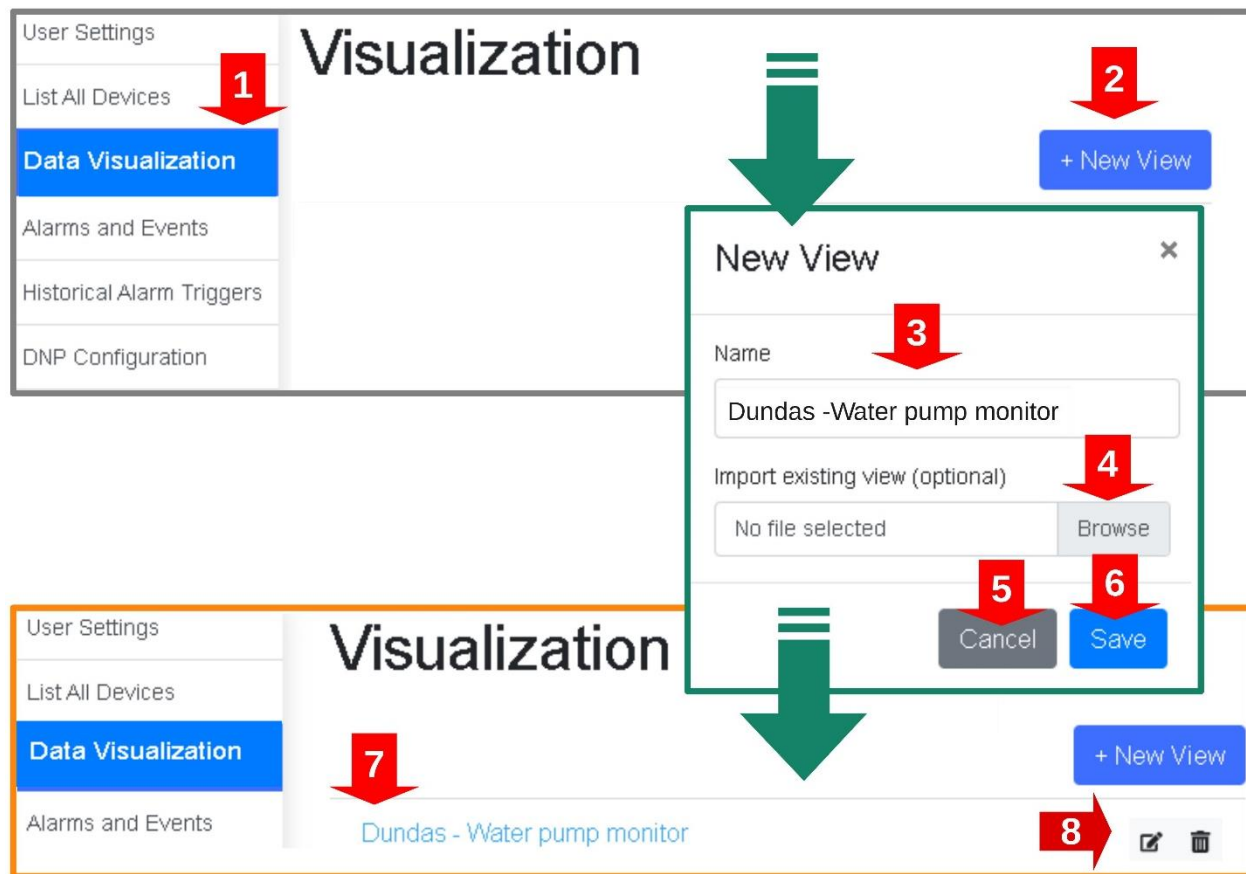 User Settings
List All Devices
Data Visualization
Alarms and Events
Historical Alarm Triggers
DNP Configuration
1
Visualization
2
+ New View
New View
×
3
Name
Dundas -Water pump monitor
4
Import existing view (optional)
No file selected
Browse
5
6
Cancel
Save
User Settings
List All Devices
Data Visualization
Alarms and Events
Visualization
+ New View
7
Dundas - Water pump monitor
8